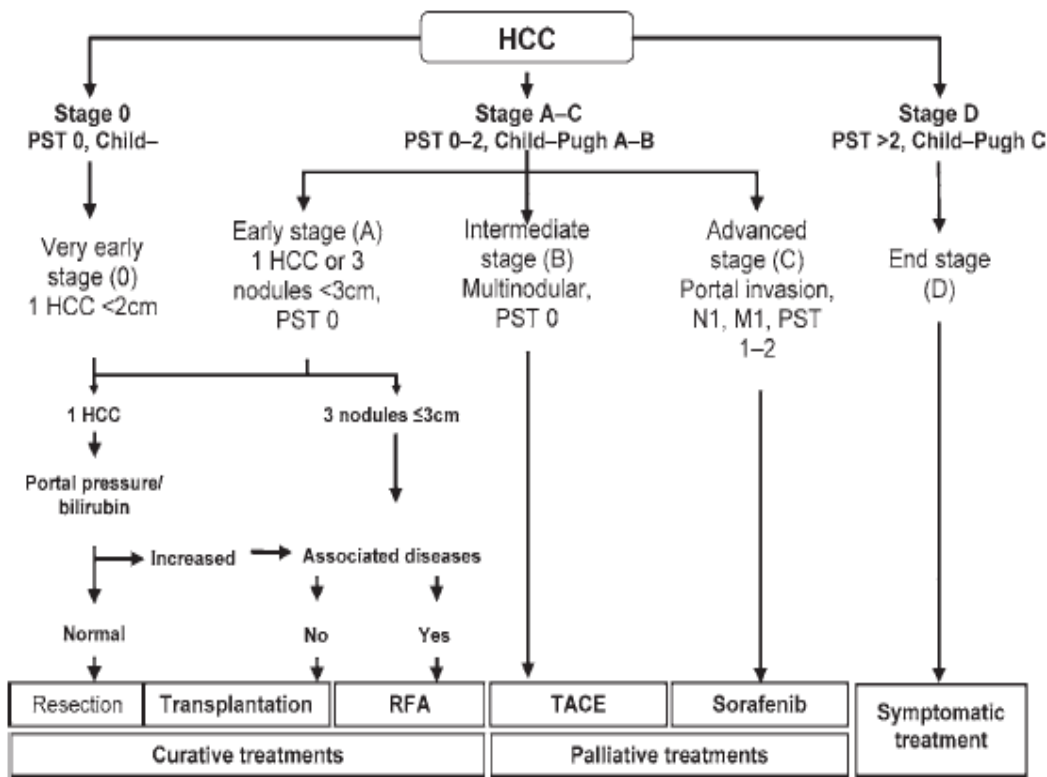 HCC
Stage 0
PST 0, Child–
Stage A–C
PST 0–2, Child–Pugh A–B
Stage D
PST >2, Child–Pugh C
Very early
stage (0)
1 HCC <2cm
Early stage (A)
1 HCC or 3
nodules <3cm,
PST 0
Intermediate
stage (B)
Multinodular,
PST 0
Advanced
stage (C)
Portal invasion,
N1, M1, PST
1–2
End stage
(D)
1 HCC
3 nodules ≤3cm
Portal pressure/
bilirubin
Increased
Associated diseases
Normal
No
Yes
Resection
Transplantation
RFA
TACE
Sorafenib
Symptomatic
treatment
Curative treatments
Palliative treatments